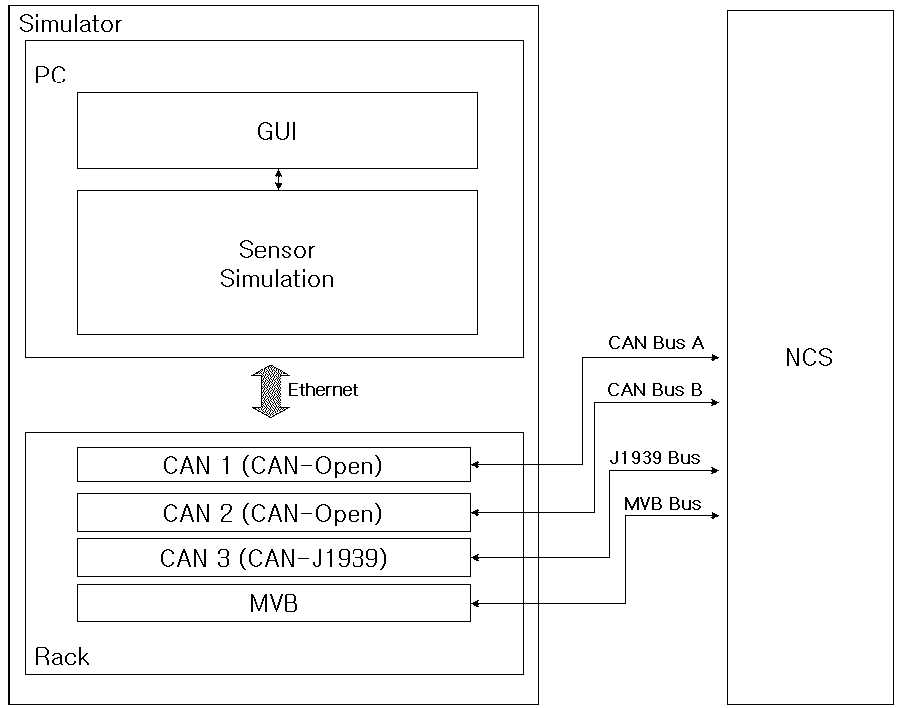 Simulator
PC
GUI
Sensor
Simulation
Ethernet
CAN 1 (CAN-Open)
CAN 2 (CAN-Open)
CAN 3 (CAN-J1939)
MVB
Rack
CAN Bus A
CAN Bus B
J1939 Bus
MVB Bus
NCS